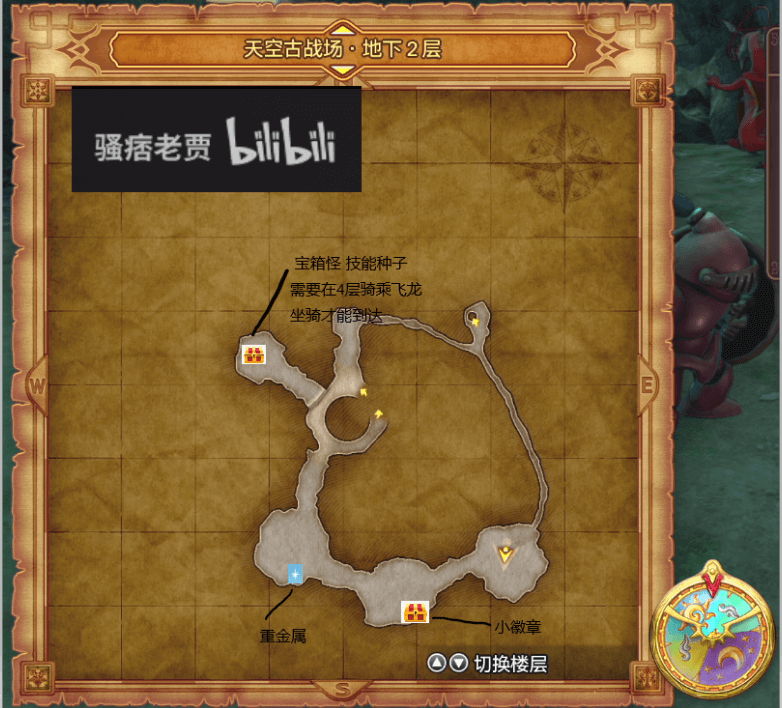 天空古战场·地下2层
骚痞老贾 bilibili
宝箱怪 技能种子
需要在4层骑乘飞龙
坐骑才能到达
W
E
重金属
小徽章
切换楼层
S